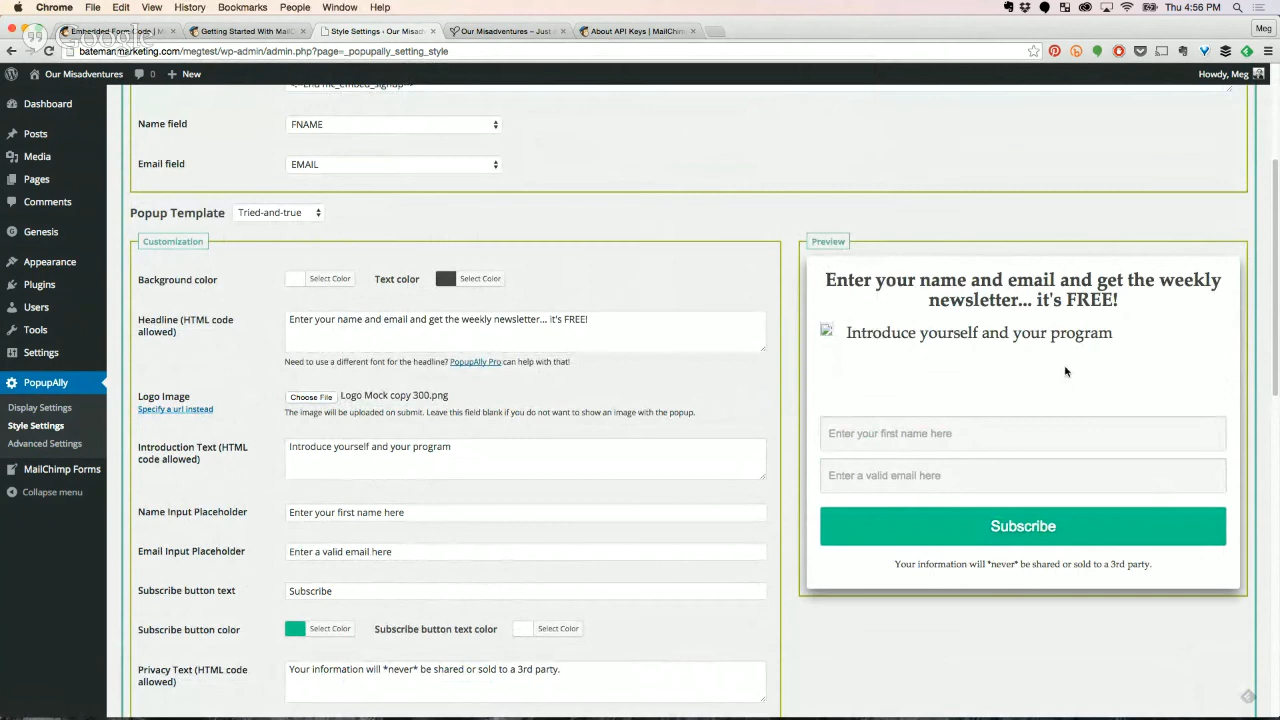 Chrome File Edit View History Bookmarks People Window Help Thu 4:56 PM
Embedded Form Code | M Getting Started With MailC Style Settings ‹ Our Misadv Our Misadventures – Just a About API Keys | MailChimp Meg
Google
batemanmarketing.com/megtest/wp-admin/admin.php?page=_popupally_setting_style
Our Misadventures 0 New Howdy, Meg
Dashboard
Posts
Media
Pages
Comments
Genesis
Appearance
Plugins
Users
Tools
Settings
PopupAlly
Display Settings
Style Settings
Advanced Settings
MailChimp Forms
Collapse menu
<!--End mc_embed_signup-->
Name field FNAME
Email field EMAIL
Popup Template Tried-and-true
Customization
Background color Select Color Text color Select Color
Headline (HTML code allowed) Enter your name and email and get the weekly newsletter... it's FREE!
Need to use a different font for the headline? PopupAlly Pro can help with that!
Logo Image Choose File Logo Mock copy 300.png
Specify a url instead The image will be uploaded on submit. Leave this field blank if you do not want to show an image with the popup.
Introduction Text (HTML code allowed) Introduce yourself and your program
Name Input Placeholder Enter your first name here
Email Input Placeholder Enter a valid email here
Subscribe button text Subscribe
Subscribe button color Select Color Subscribe button text color Select Color
Privacy Text (HTML code allowed) Your information will *never* be shared or sold to a 3rd party.
Preview
Enter your name and email and get the weekly
newsletter... it's FREE!
Introduce yourself and your program
Enter your first name here
Enter a valid email here
Subscribe
Your information will *never* be shared or sold to a 3rd party.